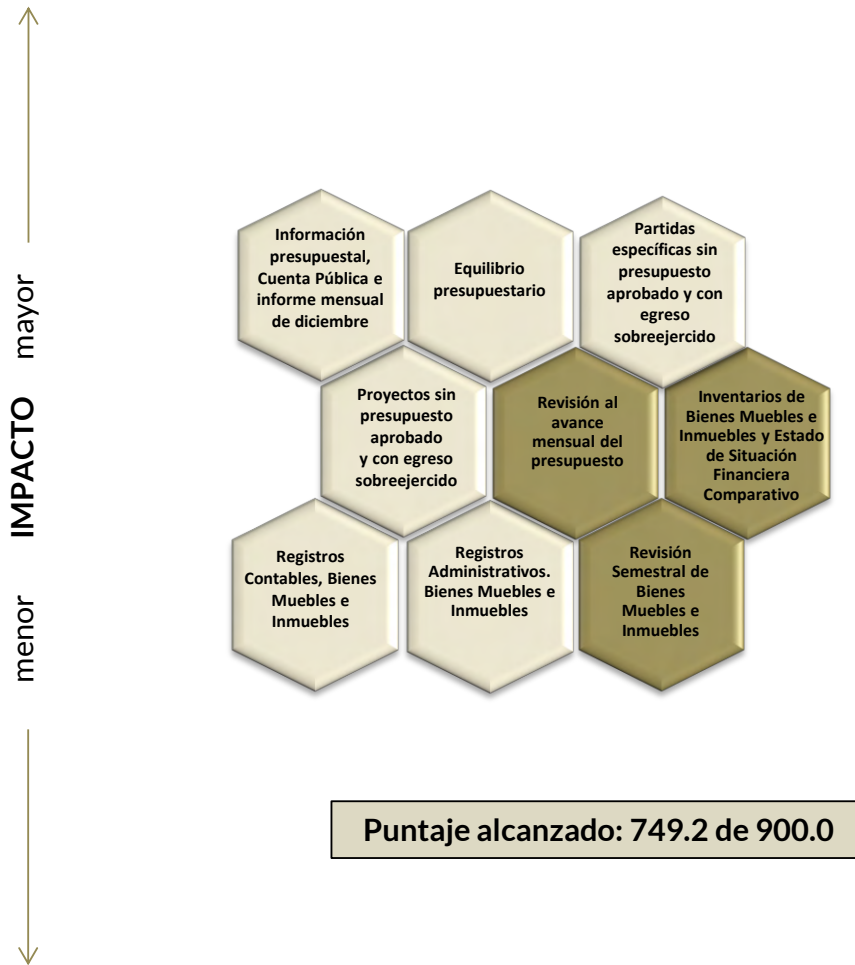 mayor
IMPACTO
menor
Información
presupuestal,
Cuenta Pública e
informe mensual
de diciembre
Equilibrio
presupuestario
Partidas
específicas sin
presupuesto
aprobado y con
egreso
sobreejercido
Proyectos sin
presupuesto
aprobado
y con egreso
sobreejercido
Revisión al
avance
mensual del
presupuesto
Inventarios de
Bienes Muebles e
Inmuebles y Estado
de Situación
Financiera
Comparativo
Registros
Contables, Bienes
Muebles e
Inmuebles
Registros
Administrativos.
Bienes Muebles e
Inmuebles
Revisión
Semestral de
Bienes
Muebles e
Inmuebles
Puntaje alcanzado: 749.2 de 900.0